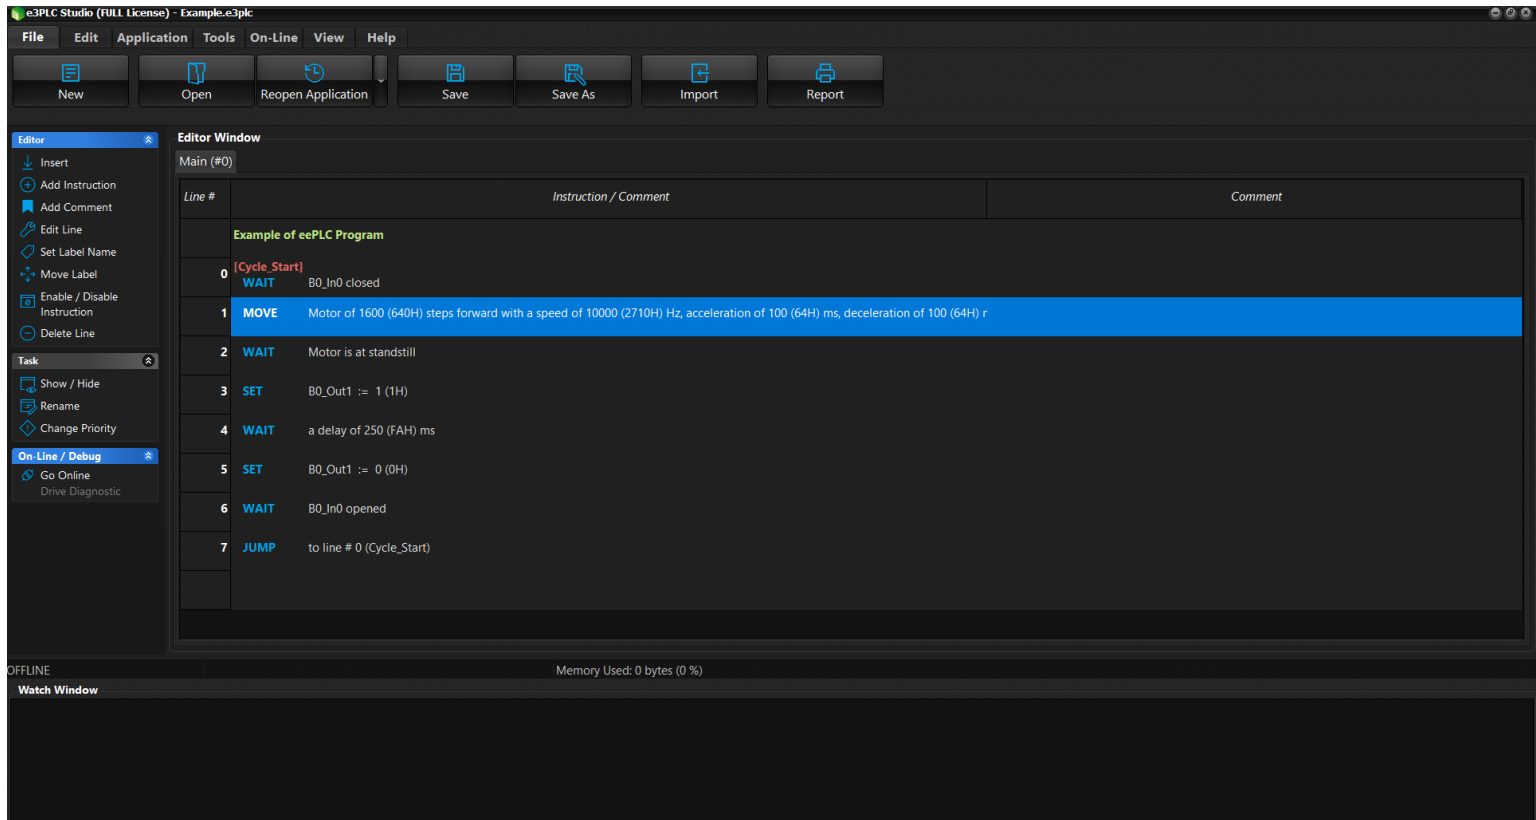 e3PLC Studio (FULL License) - Example.e3plc
File Edit Application Tools On-Line View Help
New Open Reopen Application Save Save As Import Report
Editor
Insert
Add Instruction
Add Comment
Edit Line
Set Label Name
Move Label
Enable / Disable
Instruction
Delete Line
Task
Show / Hide
Rename
Change Priority
On-Line / Debug
Go Online
Drive Diagnostic
Editor Window
Main (#0)
Line # Instruction / Comment Comment
Example of eePLC Program
[Cycle_Start]
0 WAIT B0_In0 closed
1 MOVE Motor of 1600 (640H) steps forward with a speed of 10000 (2710H) Hz, acceleration of 100 (64H) ms, deceleration of 100 (64H) r
2 WAIT Motor is at standstill
3 SET B0_Out1 := 1 (1H)
4 WAIT a delay of 250 (FAH) ms
5 SET B0_Out1 := 0 (0H)
6 WAIT B0_In0 opened
7 JUMP to line # 0 (Cycle_Start)
OFFLINE Memory Used: 0 bytes (0 %)
Watch Window